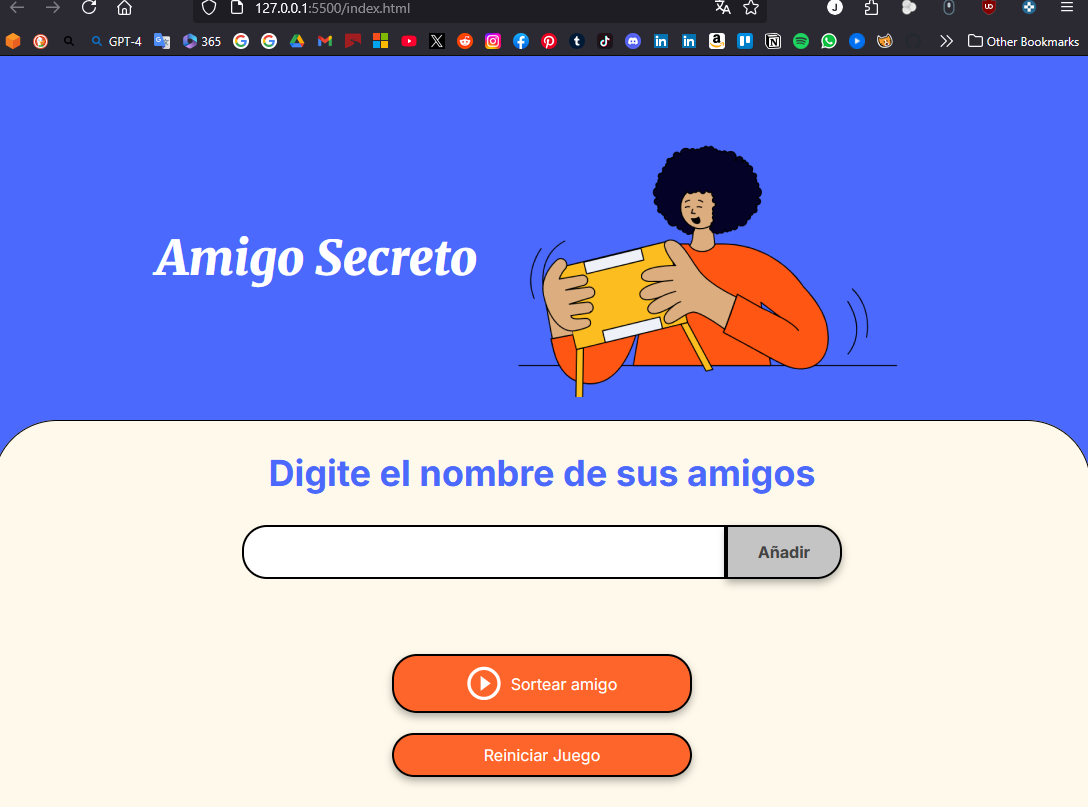 127.0.0.1:5500/index.html
GPT-4
365
Other Bookmarks
Amigo Secreto
Digite el nombre de sus amigos
Añadir
Sortear amigo
Reiniciar Juego